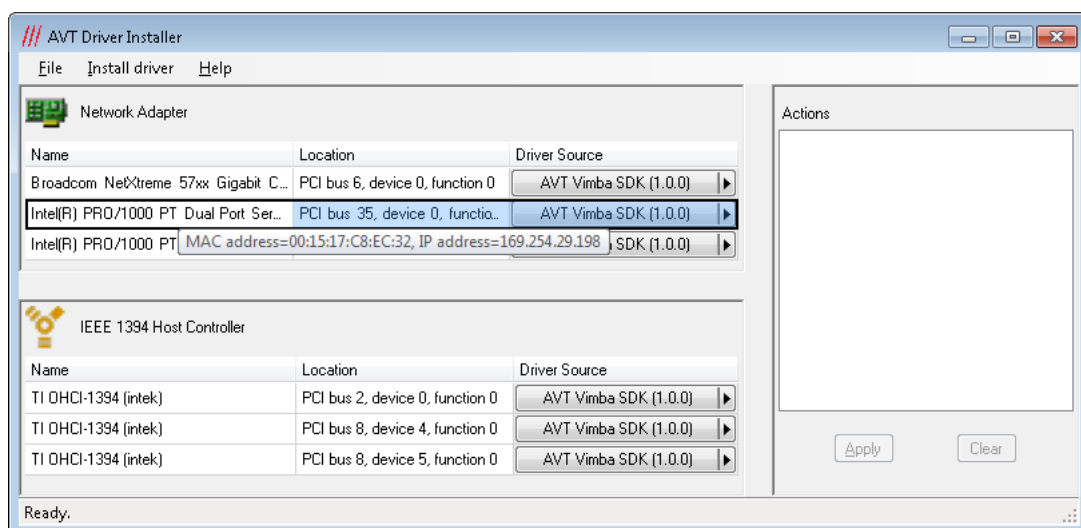 AVT Driver Installer
File Install driver Help
Network Adapter
Name Location Driver Source
Broadcom NetXtreme 57xx Gigabit C... PCI bus 6, device 0, function 0 AVT Vimba SDK (1.0.0)
Intel(R) PRO/1000 PT Dual Port Ser... PCI bus 35, device 0, functio... AVT Vimba SDK (1.0.0)
Intel(R) PRO/1000 PT MAC address=00:15:17:C8:EC:32, IP address=169.254.29.198 SDK (1.0.0)
IEEE 1394 Host Controller
Name Location Driver Source
TI OHCI-1394 (intek) PCI bus 2, device 0, function 0 AVT Vimba SDK (1.0.0)
TI OHCI-1394 (intek) PCI bus 8, device 4, function 0 AVT Vimba SDK (1.0.0)
TI OHCI-1394 (intek) PCI bus 8, device 5, function 0 AVT Vimba SDK (1.0.0)
Actions
Apply Clear
Ready.